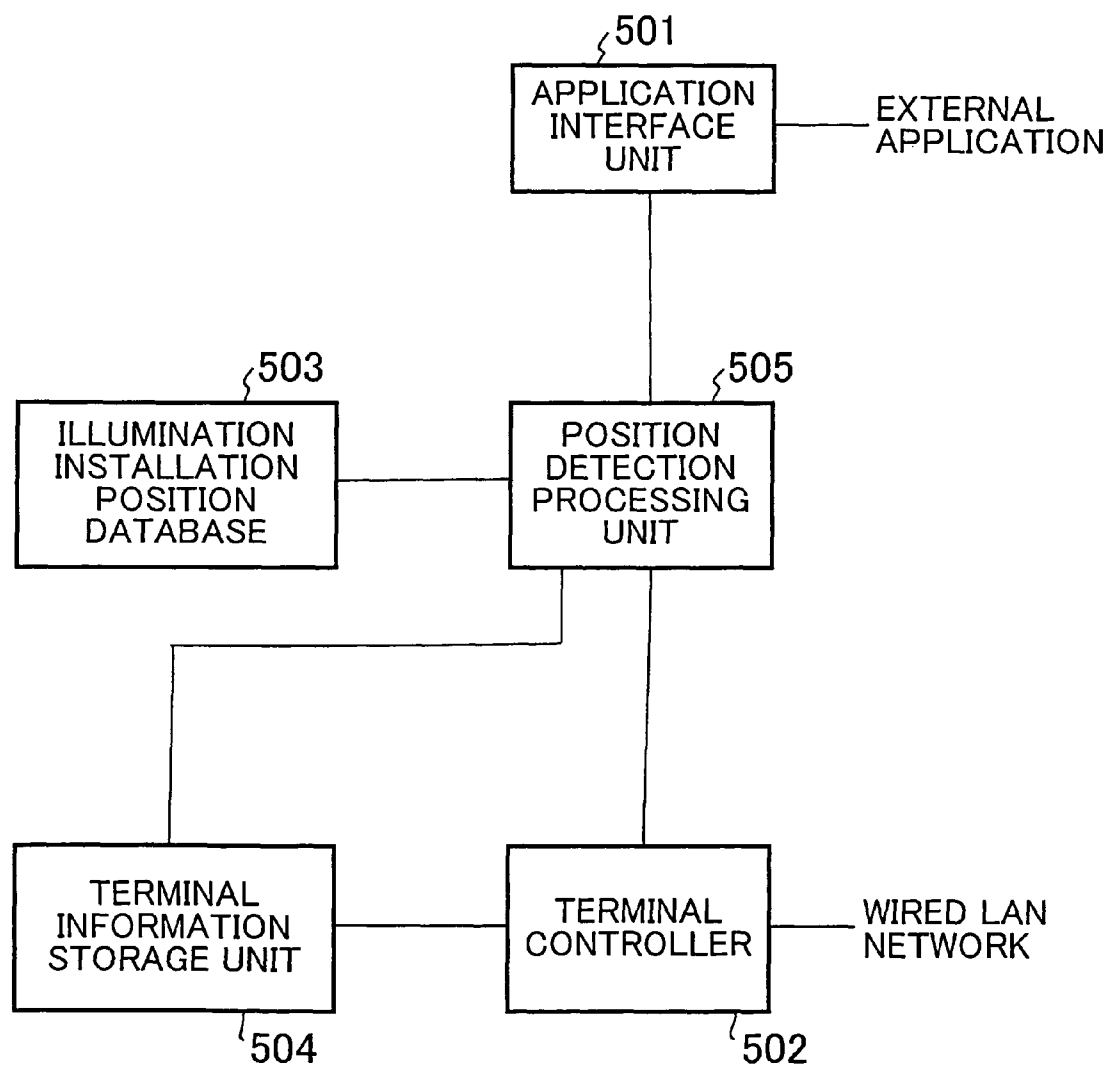 501
APPLICATION
INTERFACE
UNIT
EXTERNAL
APPLICATION
503
ILLUMINATION
INSTALLATION
POSITION
DATABASE
505
POSITION
DETECTION
PROCESSING
UNIT
TERMINAL
INFORMATION
STORAGE UNIT
504
TERMINAL
CONTROLLER
502
WIRED LAN
NETWORK